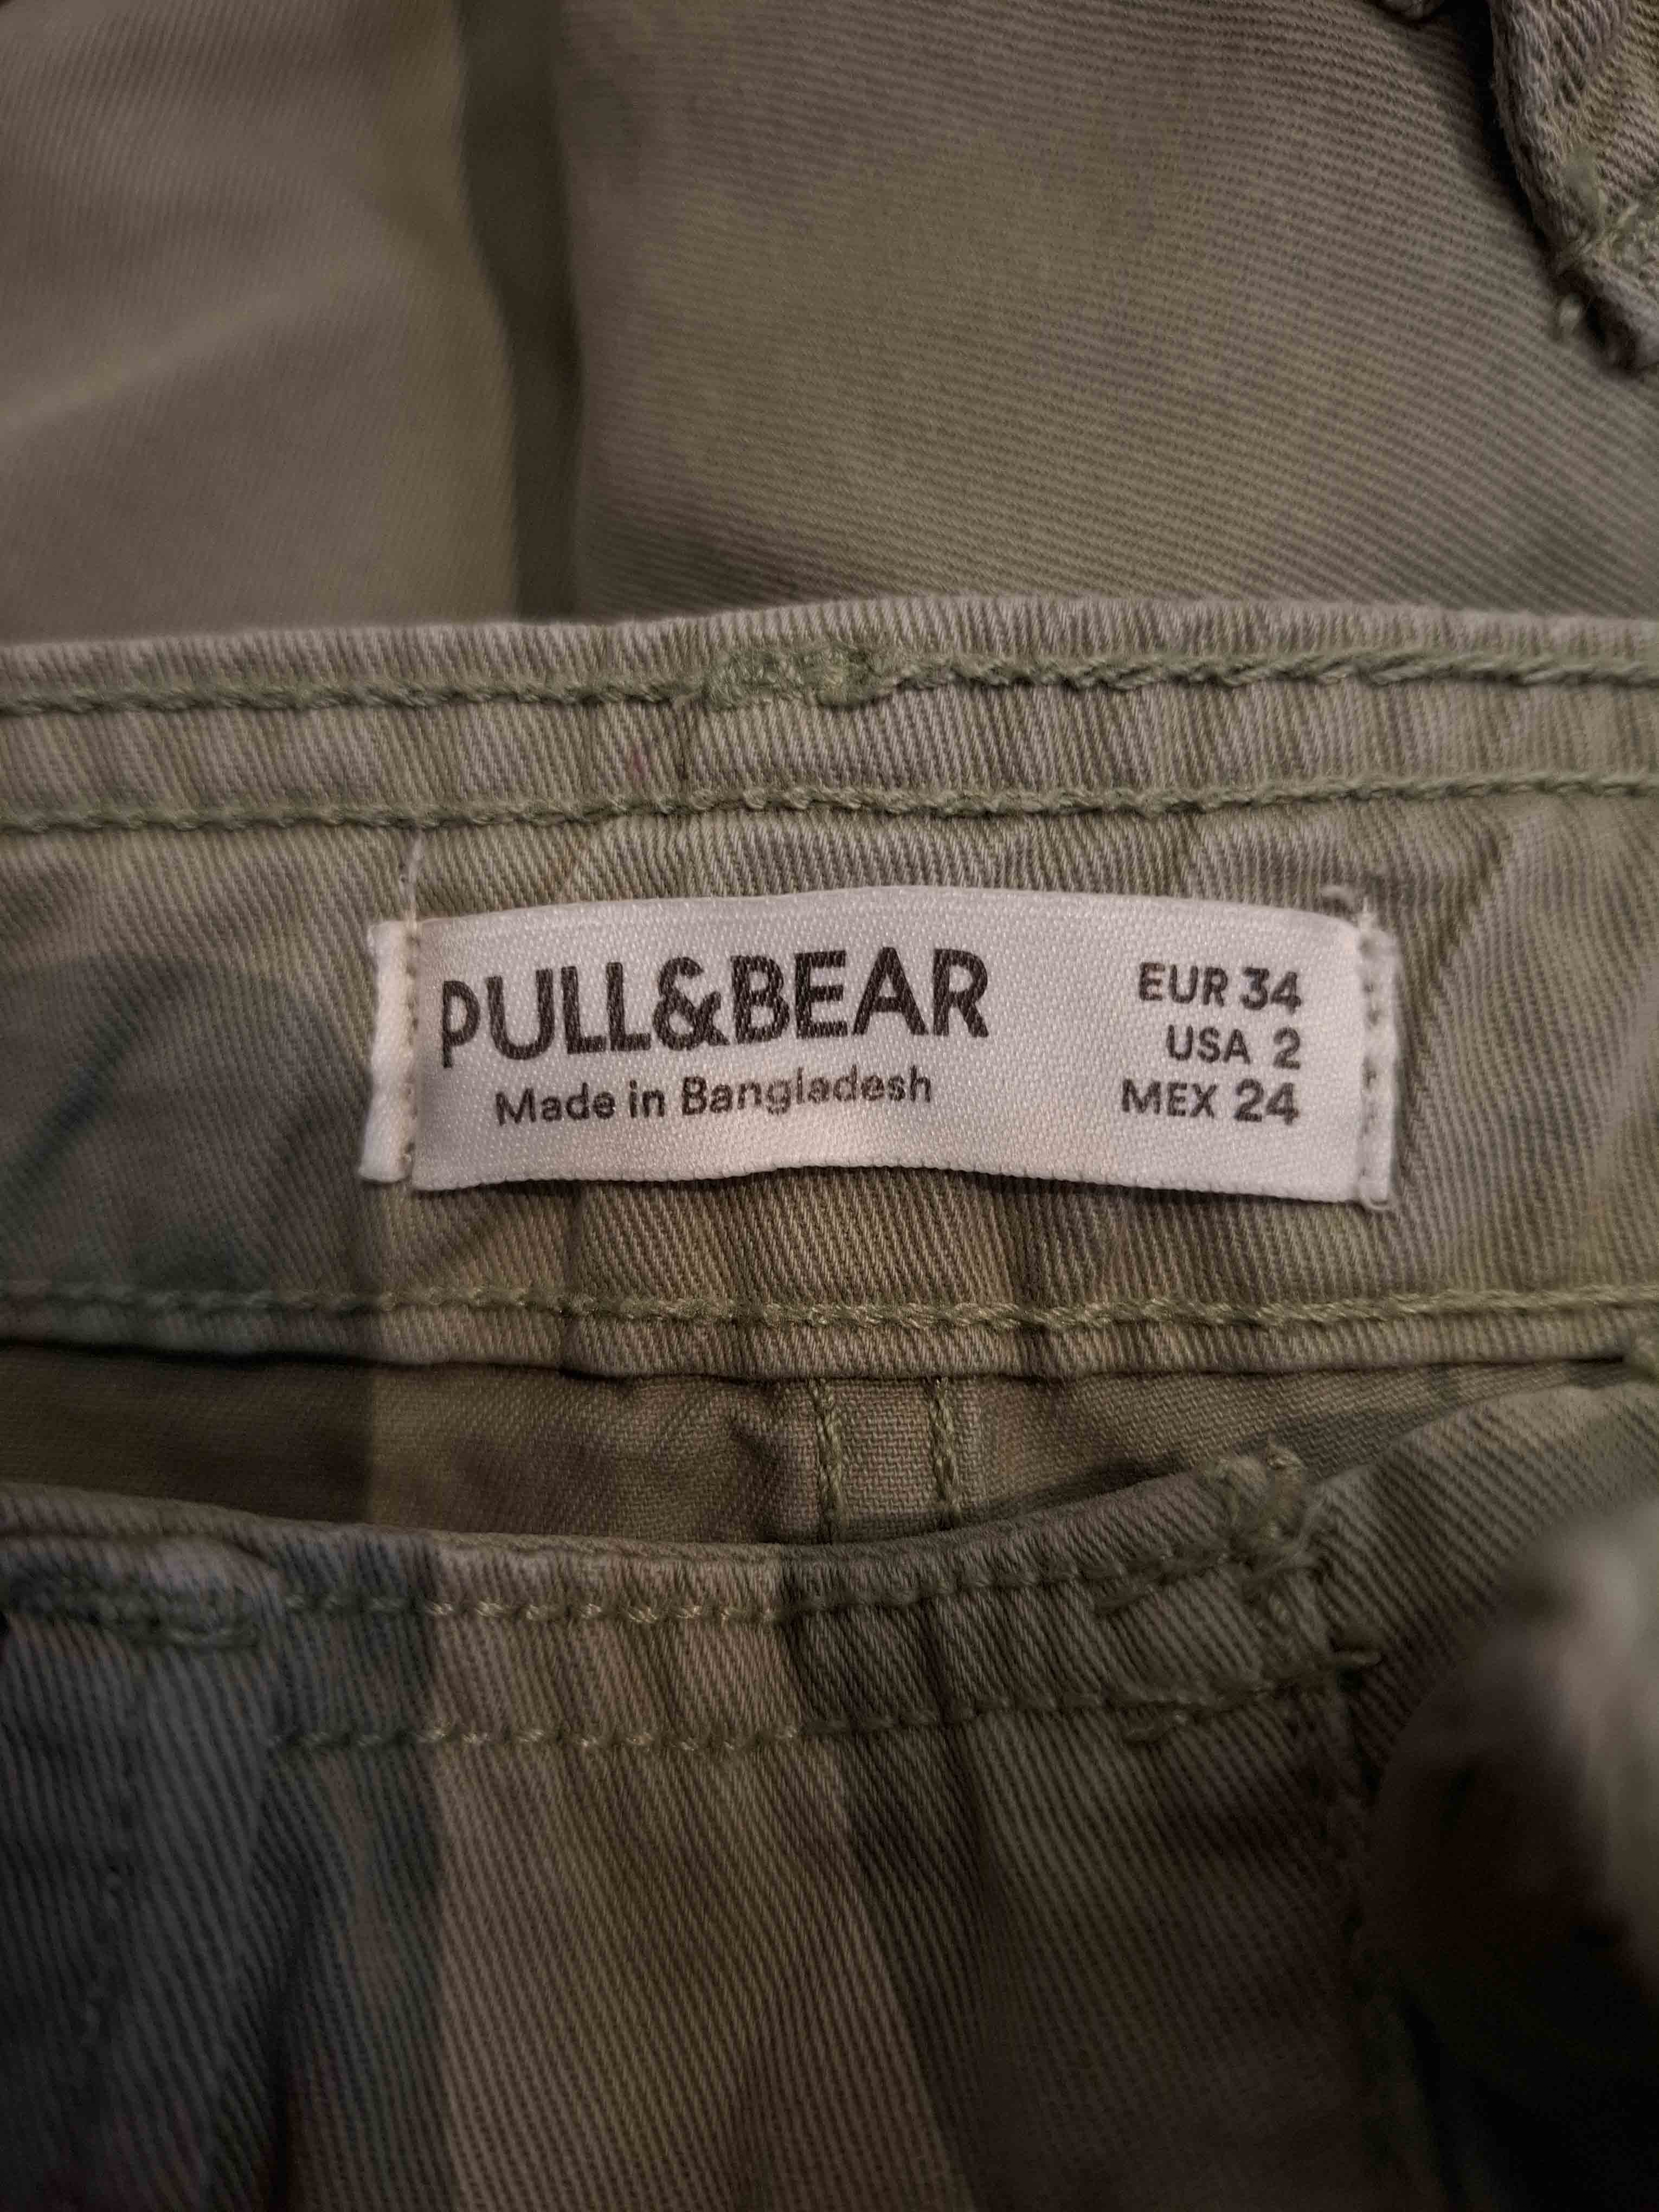 PULL&BEAR
Made in Bangladesh
EUR 34
USA 2
MEX 24